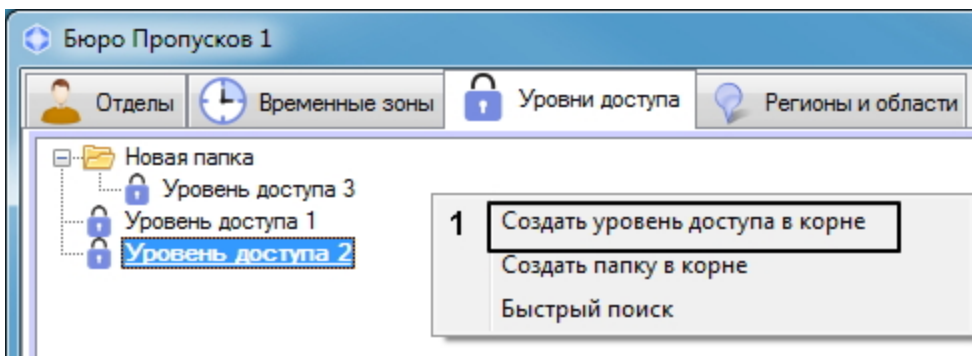 Бюро Пропусков 1
Отделы Временные зоны Уровни доступа Регионы и области
Новая папка
Уровень доступа 3
Уровень доступа 1
Уровень доступа 2
1 Создать уровень доступа в корне
Создать папку в корне
Быстрый поиск